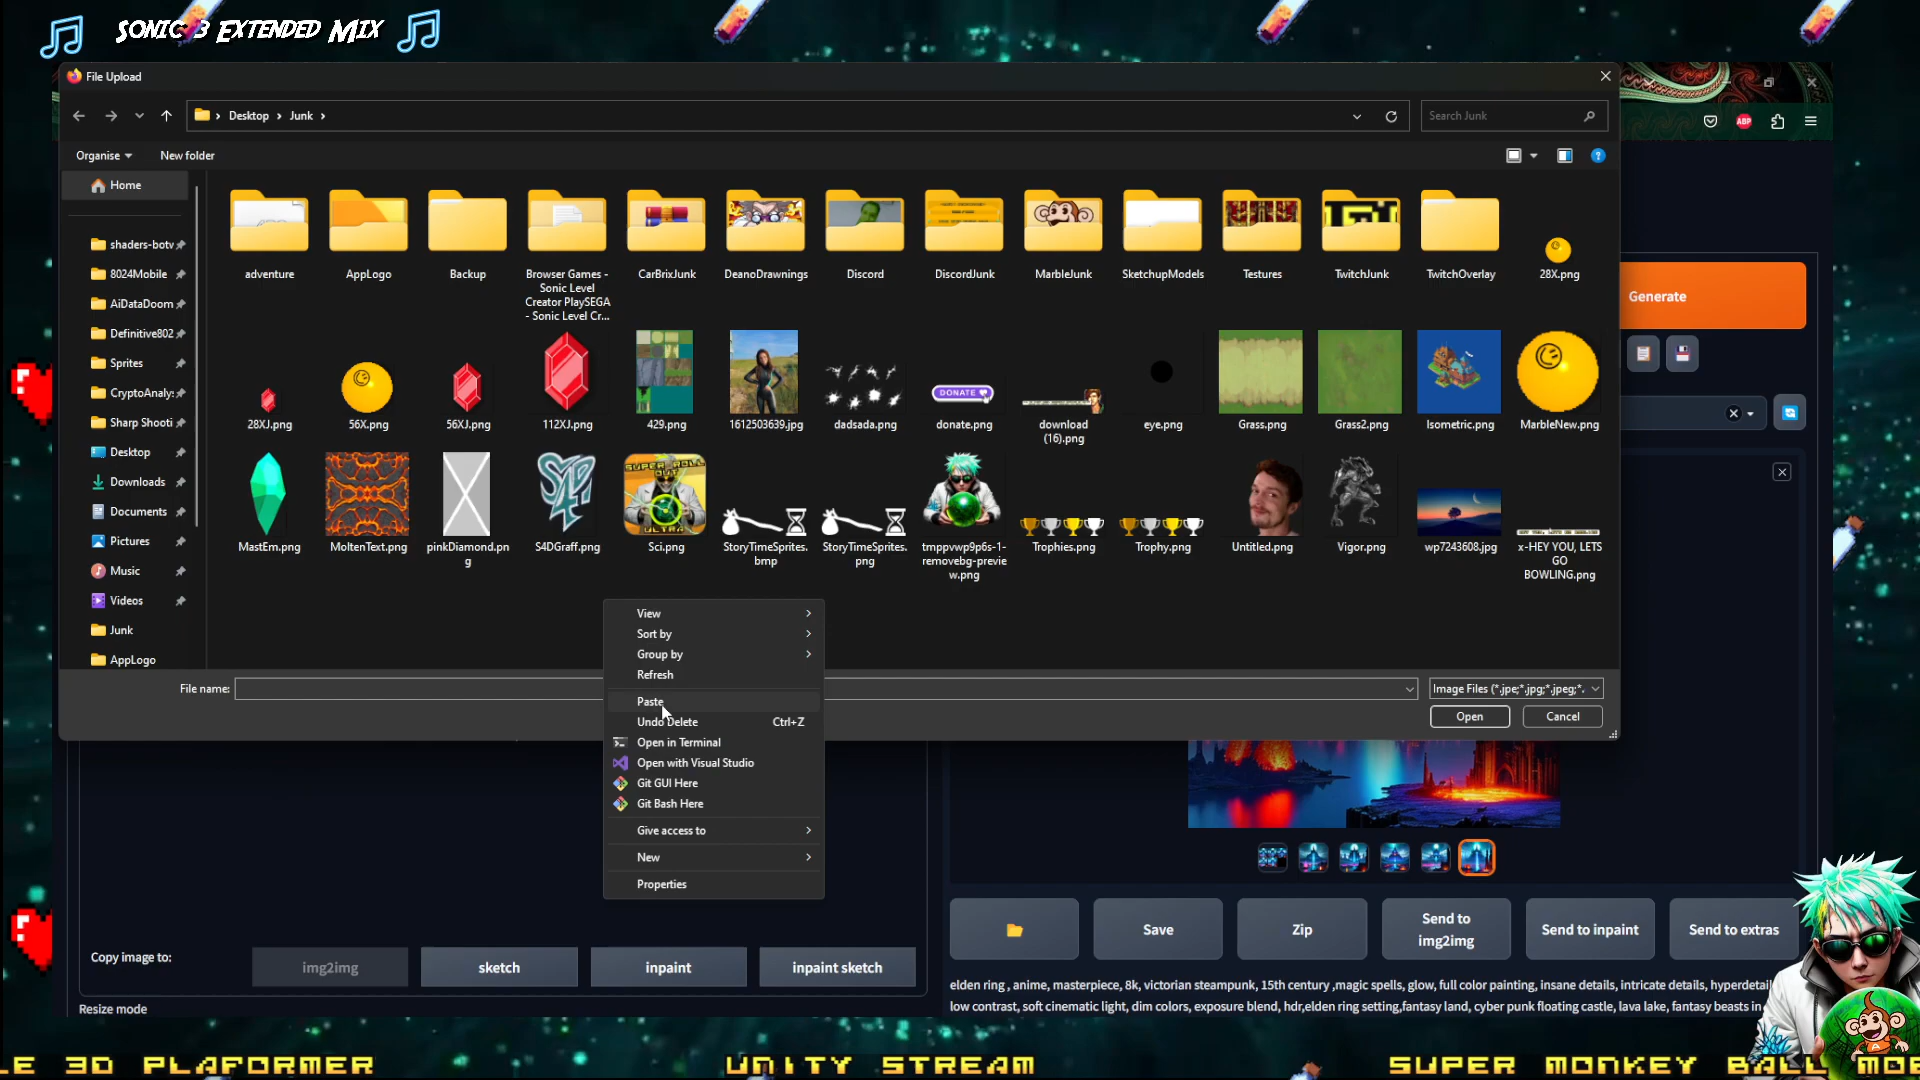 Sonic 3 Extended Mix
File Upload
Desktop > Junk >
Search Junk
ABP
Organise
New folder
Home
shaders-botv
8024Mobile
AiDataDoom
Definitive802
Sprites
CryptoAnaly:
Sharp Shooti
Desktop
Downloads
Documents
Pictures
Music
Videos
Junk
AppLogo
adventure
AppLogo
Backup
Browser Games -
Sonic Level
Creator PlaySEGA
- Sonic Level Cr...
CarBrixJunk
DeanoDrawnings
Discord
DiscordJunk
MarbleJunk
SketchupModels
Testures
TwitchJunk
TwitchOverlay
28X.png
28XJ.png
56X.png
56XJ.png
112XJ.png
429.png
1612503639.jpg
dadsada.png
DONATE
donate.png
download
(16).png
eye.png
Grass.png
Grass2.png
Isometric.png
MarbleNew.png
MastEm.png
MoltenText.png
pinkDiamond.pn
g
S4DGraff.png
SUPER ROLL
OUT
ULTRA
Sci.png
StoryTimeSprites.
bmp
StoryTimeSprites.
png
tmppvwp9p6s-1-
removebg-previe
w.png
Trophies.png
Trophy.png
Untitled.png
Vigor.png
wp7243608.jpg
x-HEY YOU, LETS
GO
BOWLING.png
View
Sort by
Group by
Refresh
Paste
Undo Delete Ctrl+Z
Open in Terminal
Open with Visual Studio
Git GUI Here
Git Bash Here
Give access to
New
Properties
File name:
Image Files (*.jpe;*.jpg;*.jpeg;*.
Open
Cancel
Generate
Copy image to:
img2img
sketch
inpaint
inpaint sketch
Resize mode
Save
Zip
Send to
img2img
Send to inpaint
Send to extras
elden ring , anime, masterpiece, 8k, victorian steampunk, 15th century ,magic spells, glow, full color painting, insane details, intricate details, hyperdetail
low contrast, soft cinematic light, dim colors, exposure blend, hdr,elden ring setting,fantasy land, cyber punk floating castle, lava lake, fantasy beasts in
LE 3D PLAFORMER
UNITY STREAM
SUPER MONKEY BALL MO